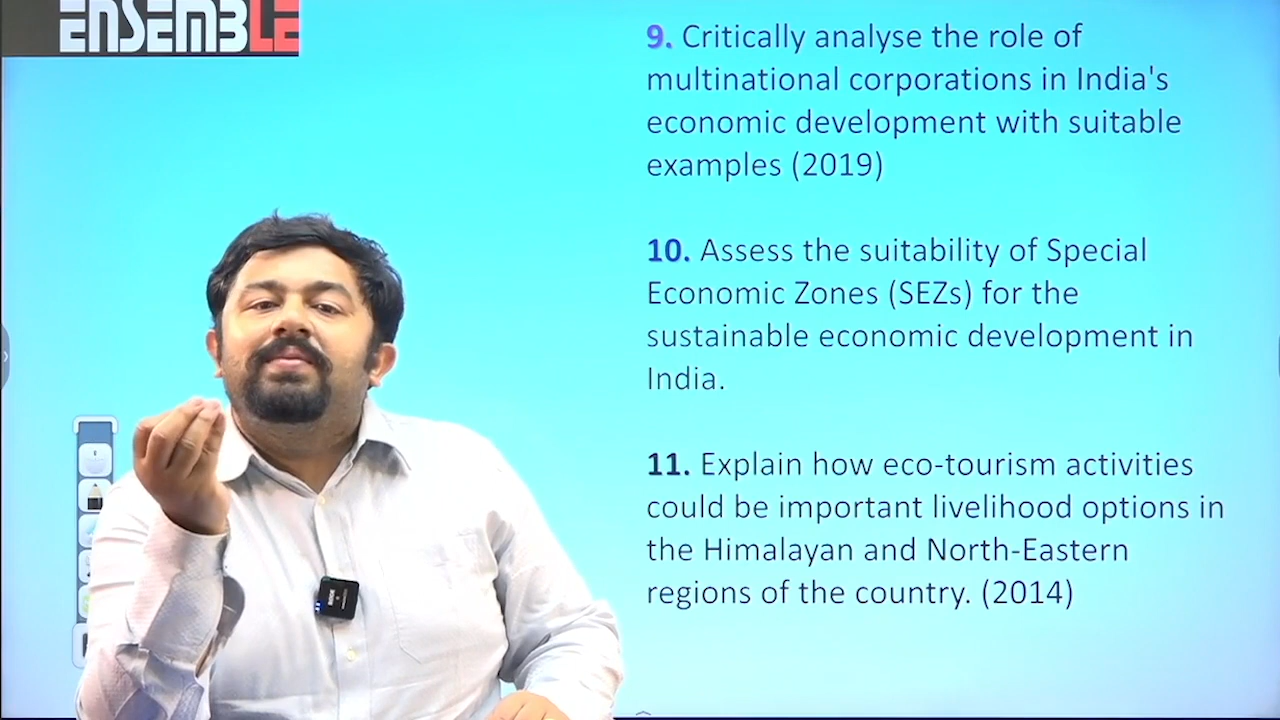 ENSEMBLE
9. Critically analyse the role of
multinational corporations in India's
economic development with suitable
examples (2019)
10. Assess the suitability of Special
Economic Zones (SEZs) for the
sustainable economic development in
India.
11. Explain how eco-tourism activities
could be important livelihood options in
the Himalayan and North-Eastern
regions of the country. (2014)